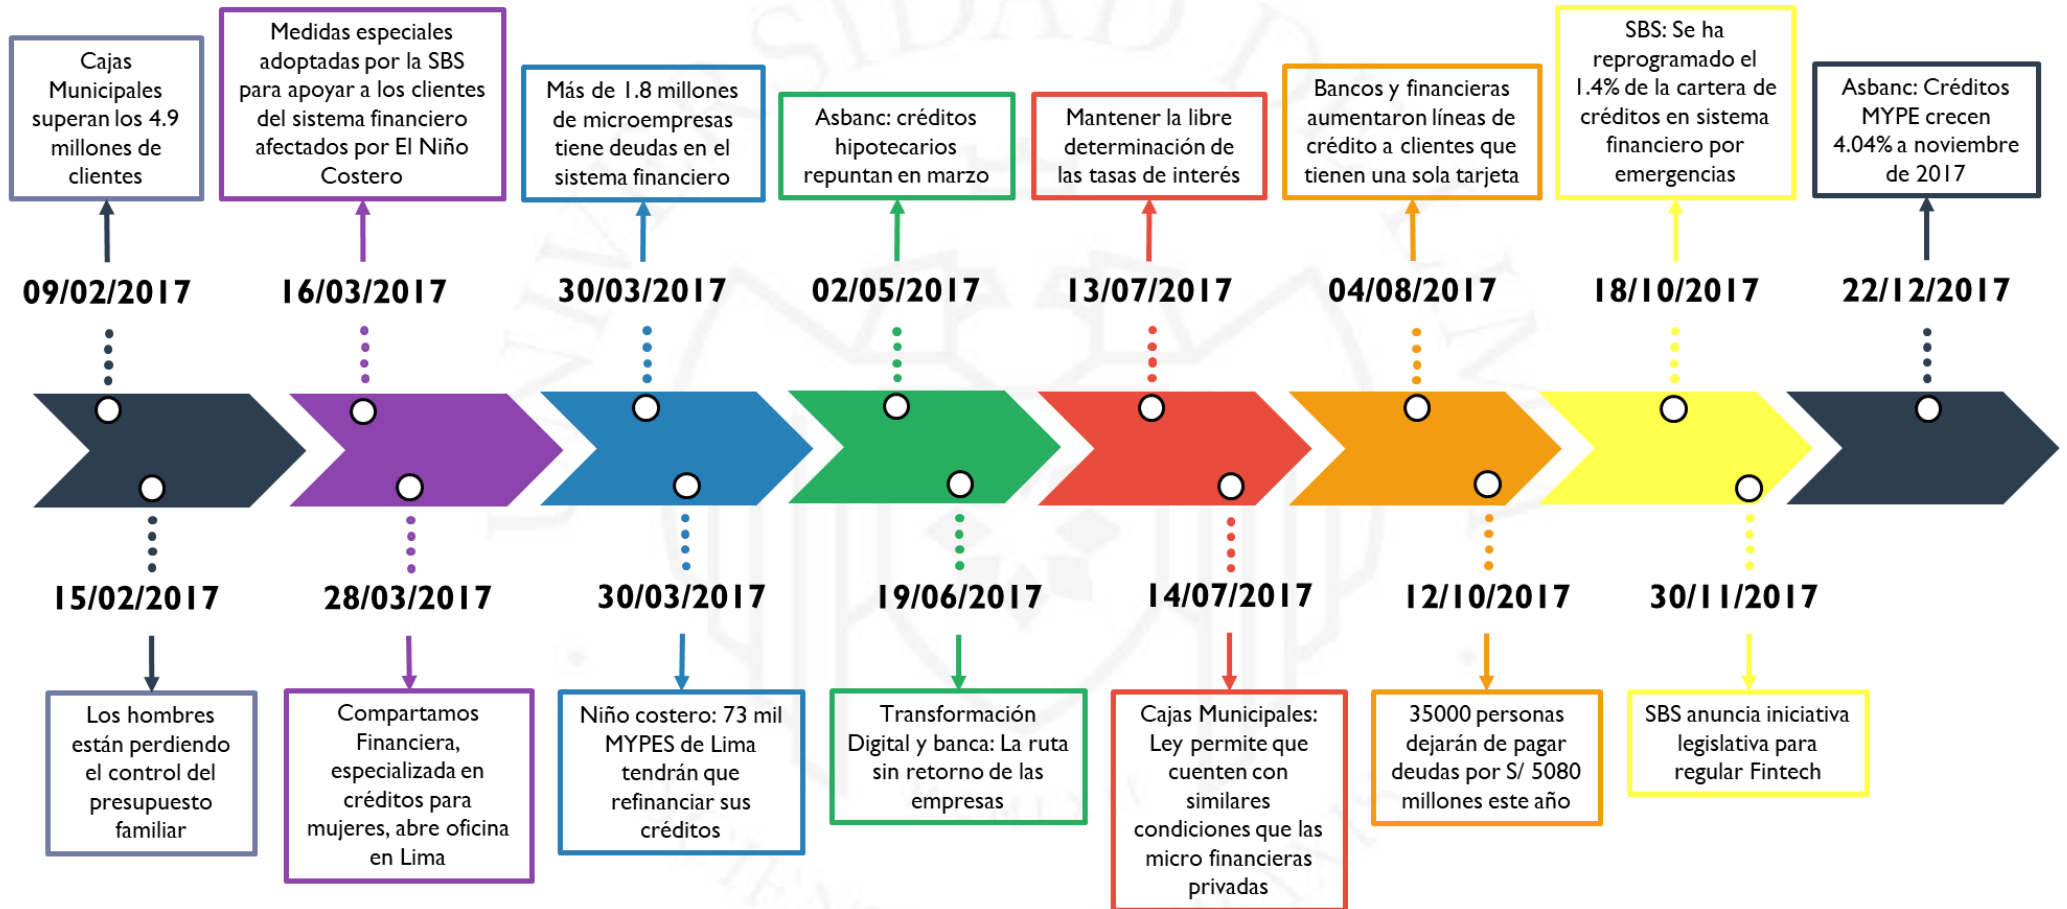 Cajas
Municipales
superan los 4.9
millones de
clientes
Medidas especiales
adoptadas por la SBS
para apoyar a los clientes
del sistema financiero
afectados por El Niño
Costero
Más de 1.8 millones
de microempresas
tiene deudas en el
sistema financiero
Asbanc: créditos
hipotecarios
repuntan en marzo
Mantener la libre
determinación de
las tasas de interés
Bancos y financieras
aumentaron líneas de
crédito a clientes que
tienen una sola tarjeta
SBS: Se ha
reprogramado el
1.4% de la cartera de
créditos en sistema
financiero por
emergencias
Asbanc: Créditos
MYPE crecen
4.04% a noviembre
de 2017
09/02/2017
16/03/2017
30/03/2017
02/05/2017
13/07/2017
04/08/2017
18/10/2017
22/12/2017
15/02/2017
28/03/2017
30/03/2017
19/06/2017
14/07/2017
12/10/2017
30/11/2017
Los hombres
están perdiendo
el control del
presupuesto
familiar
Compartamos
Financiera,
especializada en
créditos para
mujeres, abre oficina
en Lima
Niño costero: 73 mil
MYPES de Lima
tendrán que
refinanciar sus
créditos
Transformación
Digital y banca: La ruta
sin retorno de las
empresas
Cajas Municipales:
Ley permite que
cuenten con
similares
condiciones que las
micro financieras
privadas
35000 personas
dejarán de pagar
deudas por S/ 5080
millones este año
SBS anuncia iniciativa
legislativa para
regular Fintech